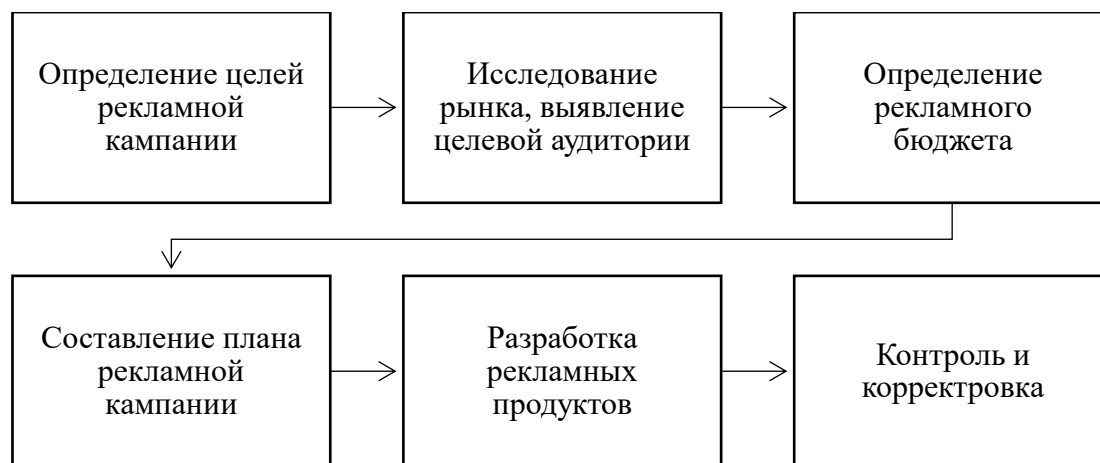 Определение целей
рекламной
кампании
Исследование
рынка, выявление
целевой аудитории
Определение
рекламного
бюджета
Составление плана
рекламной
кампании
Разработка
рекламных
продуктов
Контроль и
корректровка